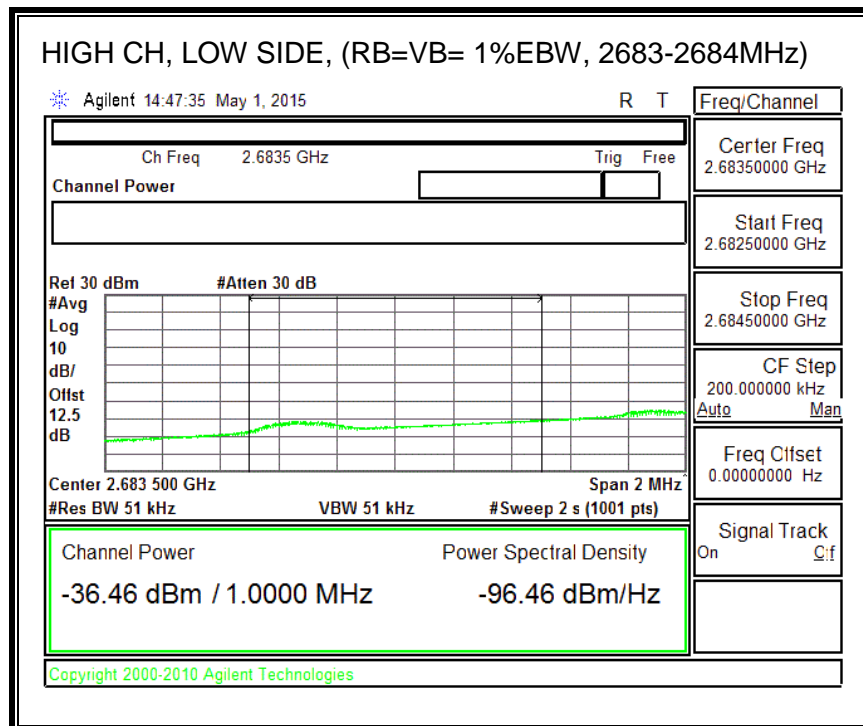 HIGH CH, LOW SIDE, (RB=VB= 1%EBW, 2683-2684MHz)
Agilent 14:47:35 May 1, 2015 R T
Freq/Channel
Ch Freq 2.6835 GHz Trig Free
Channel Power
Center Freq
2.68350000 GHz
Start Freq
2.68250000 GHz
Stop Freq
2.68450000 GHz
CF Step
200.000000 kHz
Auto Man
Freq Offset
0.00000000 Hz
Signal Track
On Off
Ref 30 dBm #Atten 30 dB
#Avg
Log
10
dB/
Offst
12.5
dB
Center 2.683 500 GHz Span 2 MHz
#Res BW 51 kHz VBW 51 kHz #Sweep 2 s (1001 pts)
Channel Power Power Spectral Density
-36.46 dBm / 1.0000 MHz -96.46 dBm/Hz
Copyright 2000-2010 Agilent Technologies